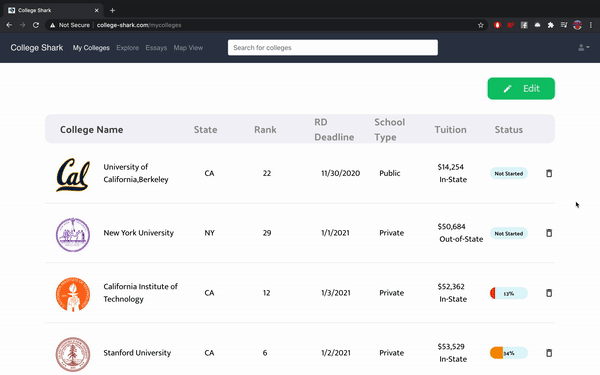 College Shark
Not Secure | college-shark.com/mycolleges
College Shark My Colleges Explore Essays Map View Search for colleges
Edit
College Name State Rank RD Deadline School Type Tuition Status
University of California,Berkeley CA 22 11/30/2020 Public $14,254 In-State Not Started
New York University NY 29 1/1/2021 Private $50,684 Out-of-State Not Started
California Institute of Technology CA 12 1/3/2021 Private $52,362 In-State 13%
Stanford University CA 6 1/2/2021 Private $53,529 In-State 34%
Cal